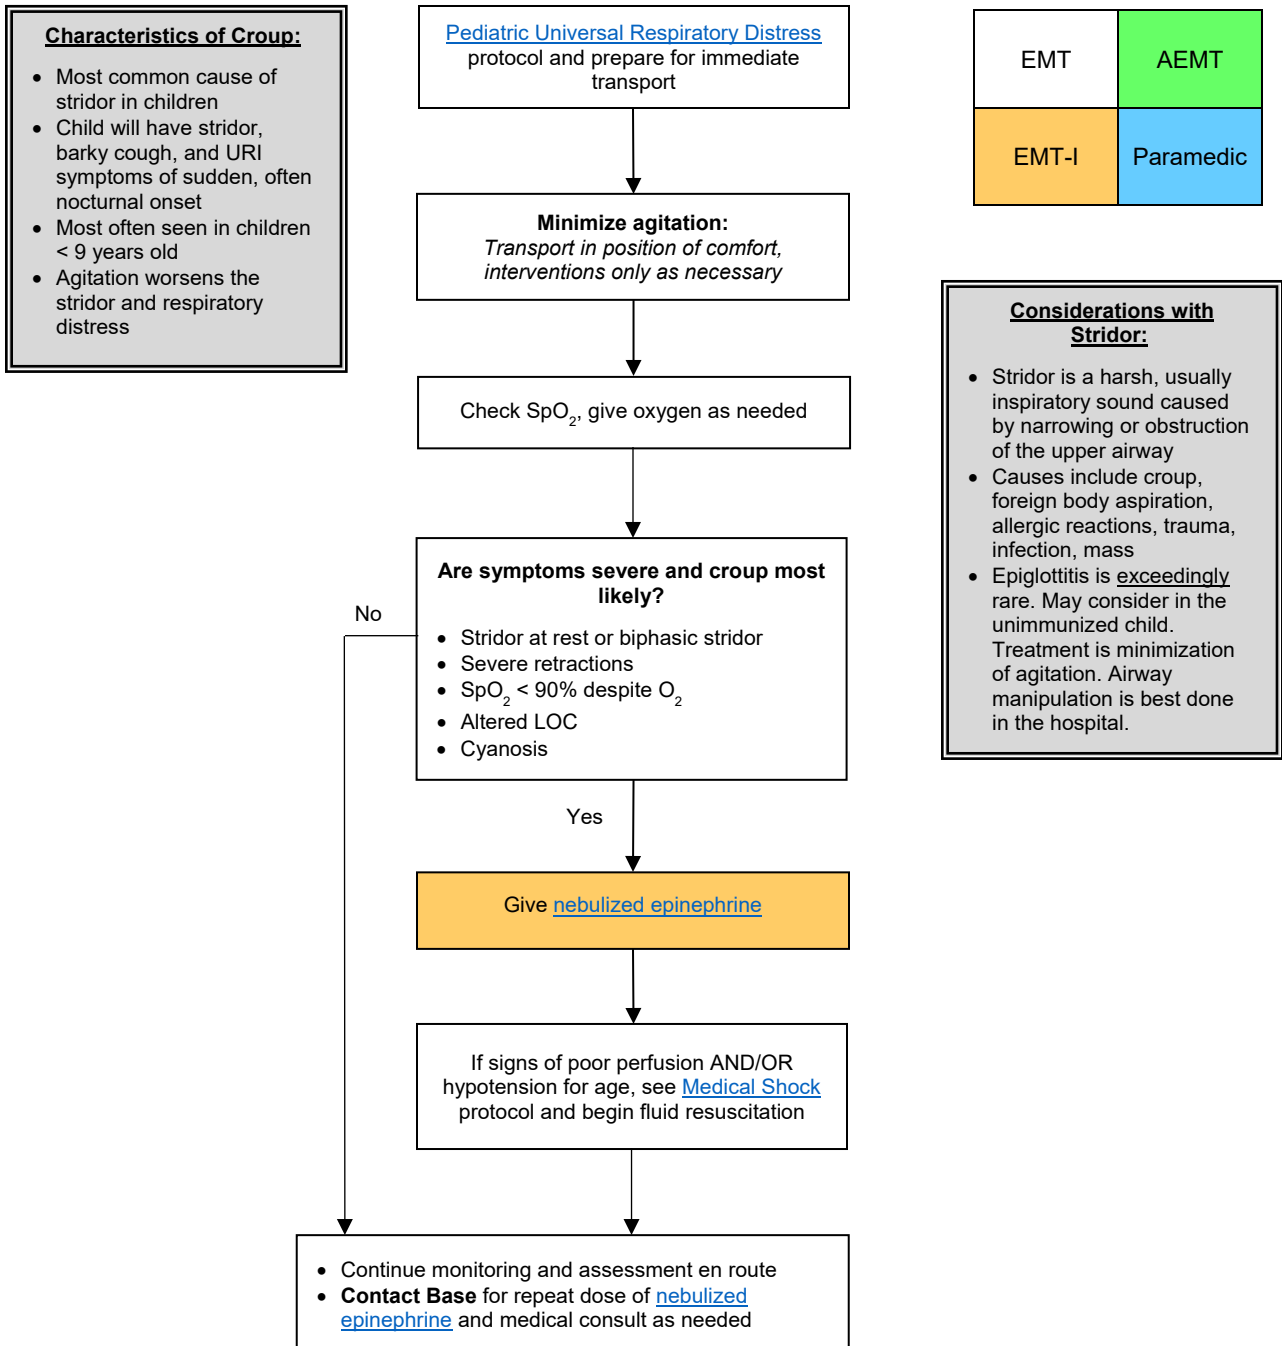 Characteristics of Croup:
• Most common cause of
stridor in children
• Child will have stridor,
barky cough, and URI
symptoms of sudden, often
nocturnal onset
• Most often seen in children
< 9 years old
• Agitation worsens the
stridor and respiratory
distress
Pediatric Universal Respiratory Distress
protocol and prepare for immediate
transport
EMT
AEMT
EMT-I
Paramedic
Minimize agitation:
Transport in position of comfort,
interventions only as necessary
Check SpO₂, give oxygen as needed
Considerations with
Stridor:
• Stridor is a harsh, usually
inspiratory sound caused
by narrowing or obstruction
of the upper airway
• Causes include croup,
foreign body aspiration,
allergic reactions, trauma,
infection, mass
• Epiglottitis is exceedingly
rare. May consider in the
unimmunized child.
Treatment is minimization
of agitation. Airway
manipulation is best done
in the hospital.
Are symptoms severe and croup most
likely?
• Stridor at rest or biphasic stridor
• Severe retractions
• SpO₂ < 90% despite O₂
• Altered LOC
• Cyanosis
No
Yes
Give nebulized epinephrine
If signs of poor perfusion AND/OR
hypotension for age, see Medical Shock
protocol and begin fluid resuscitation
• Continue monitoring and assessment en route
• Contact Base for repeat dose of nebulized
epinephrine and medical consult as needed